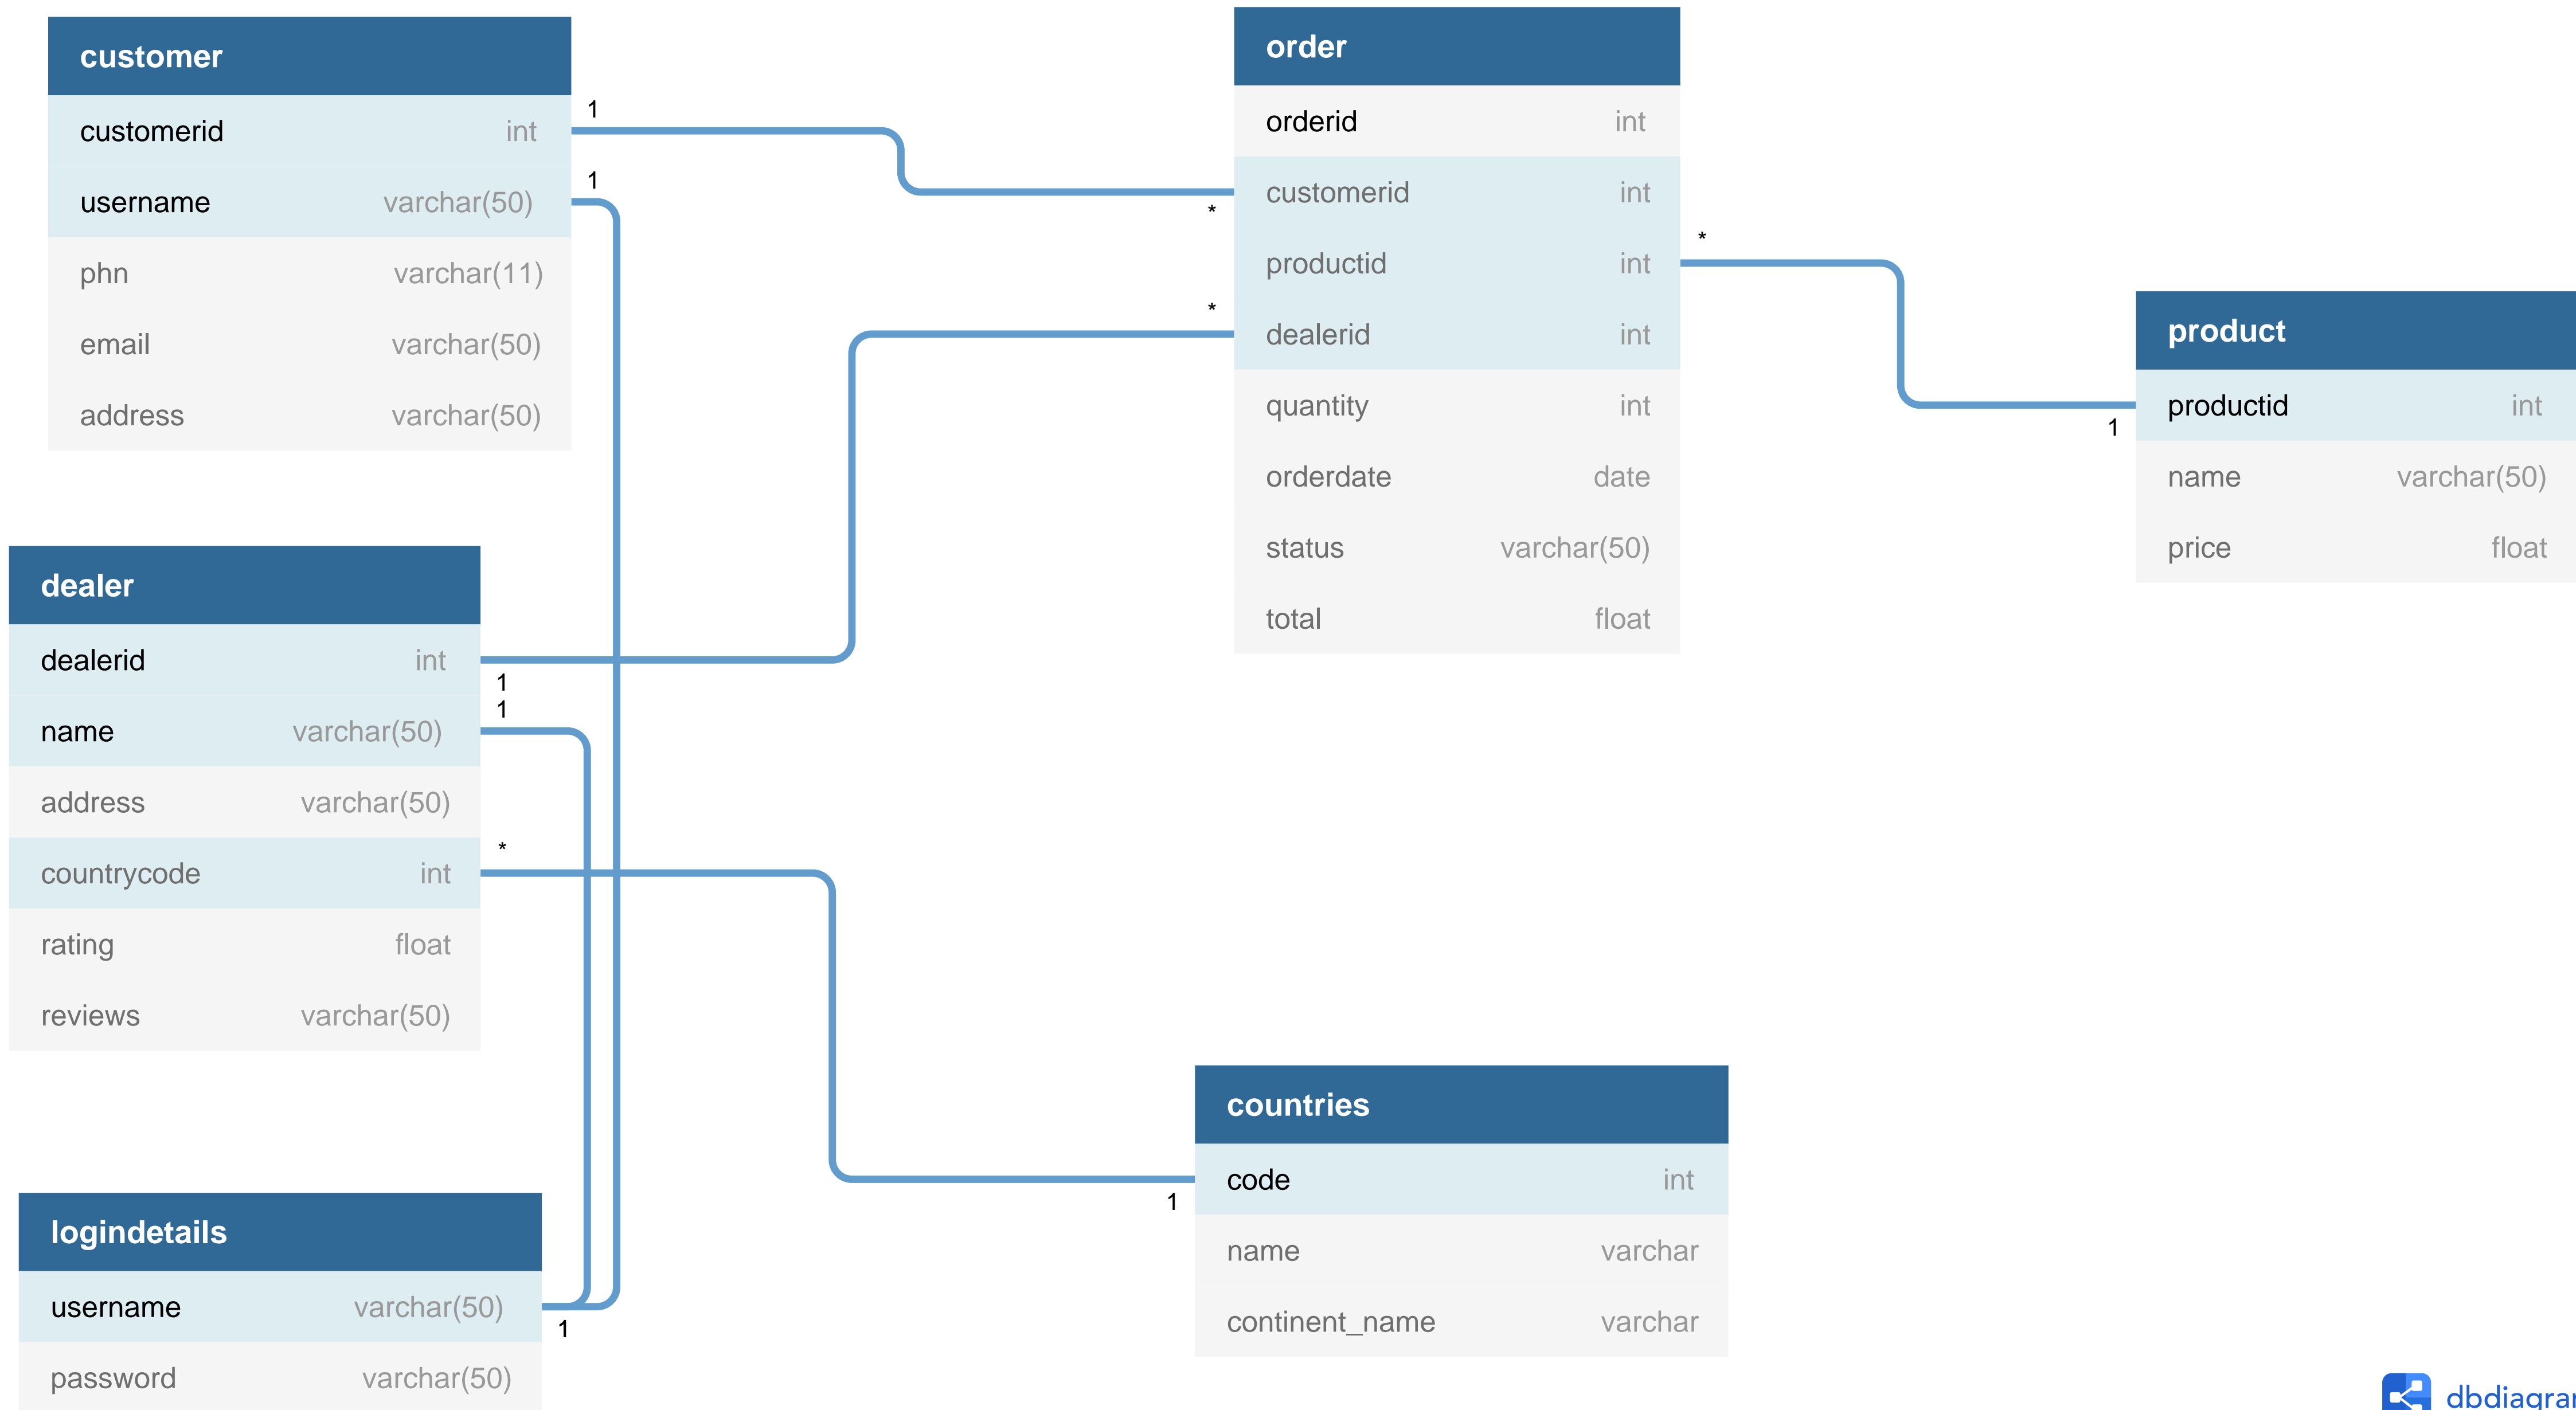 customer
customerid int
username varchar(50)
phn varchar(11)
email varchar(50)
address varchar(50)
1
1
order
orderid int
customerid int
productid int
dealerid int
quantity int
orderdate date
status varchar(50)
total float
*
*
*
product
productid int
name varchar(50)
price float
1
dealer
dealerid int
name varchar(50)
address varchar(50)
countrycode int
rating float
reviews varchar(50)
1
1
*
countries
code int
name varchar
continent_name varchar
1
logindetails
username varchar(50)
password varchar(50)
1
dbdiagra